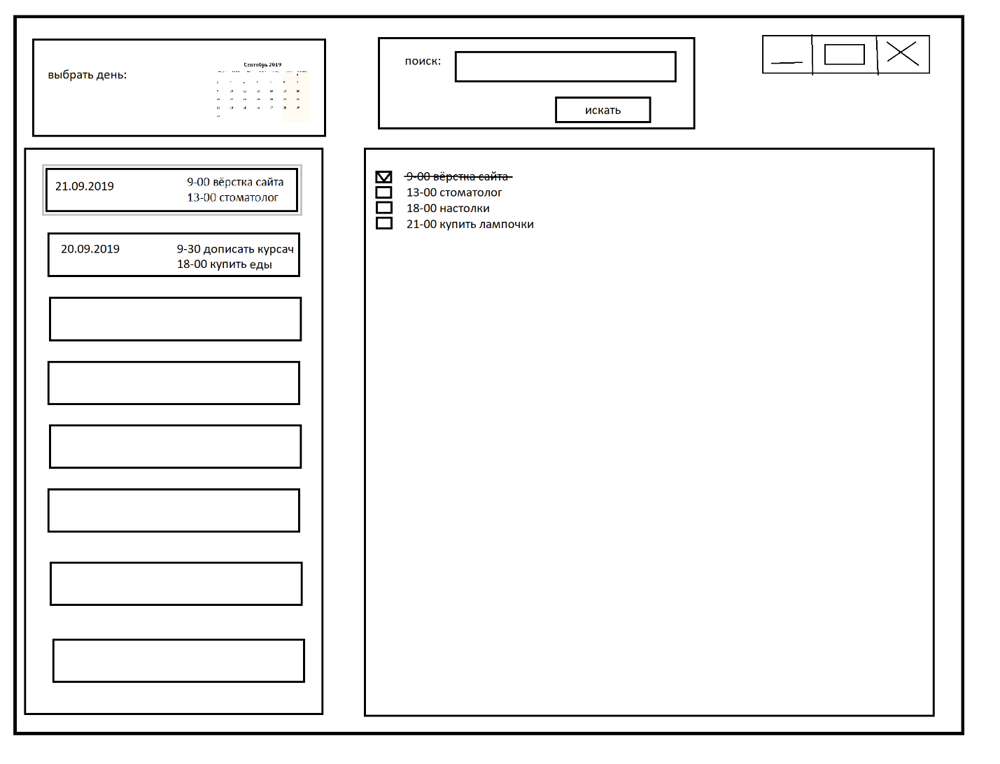 выбрать день:
Сентябрь 2019
поиск:
искать
21.09.2019
9-00 вёрстка сайта
13-00 стоматолог
20.09.2019
9-30 дописать курсач
18-00 купить еды
9-00 вёрстка сайта
13-00 стоматолог
18-00 настолки
21-00 купить лампочки